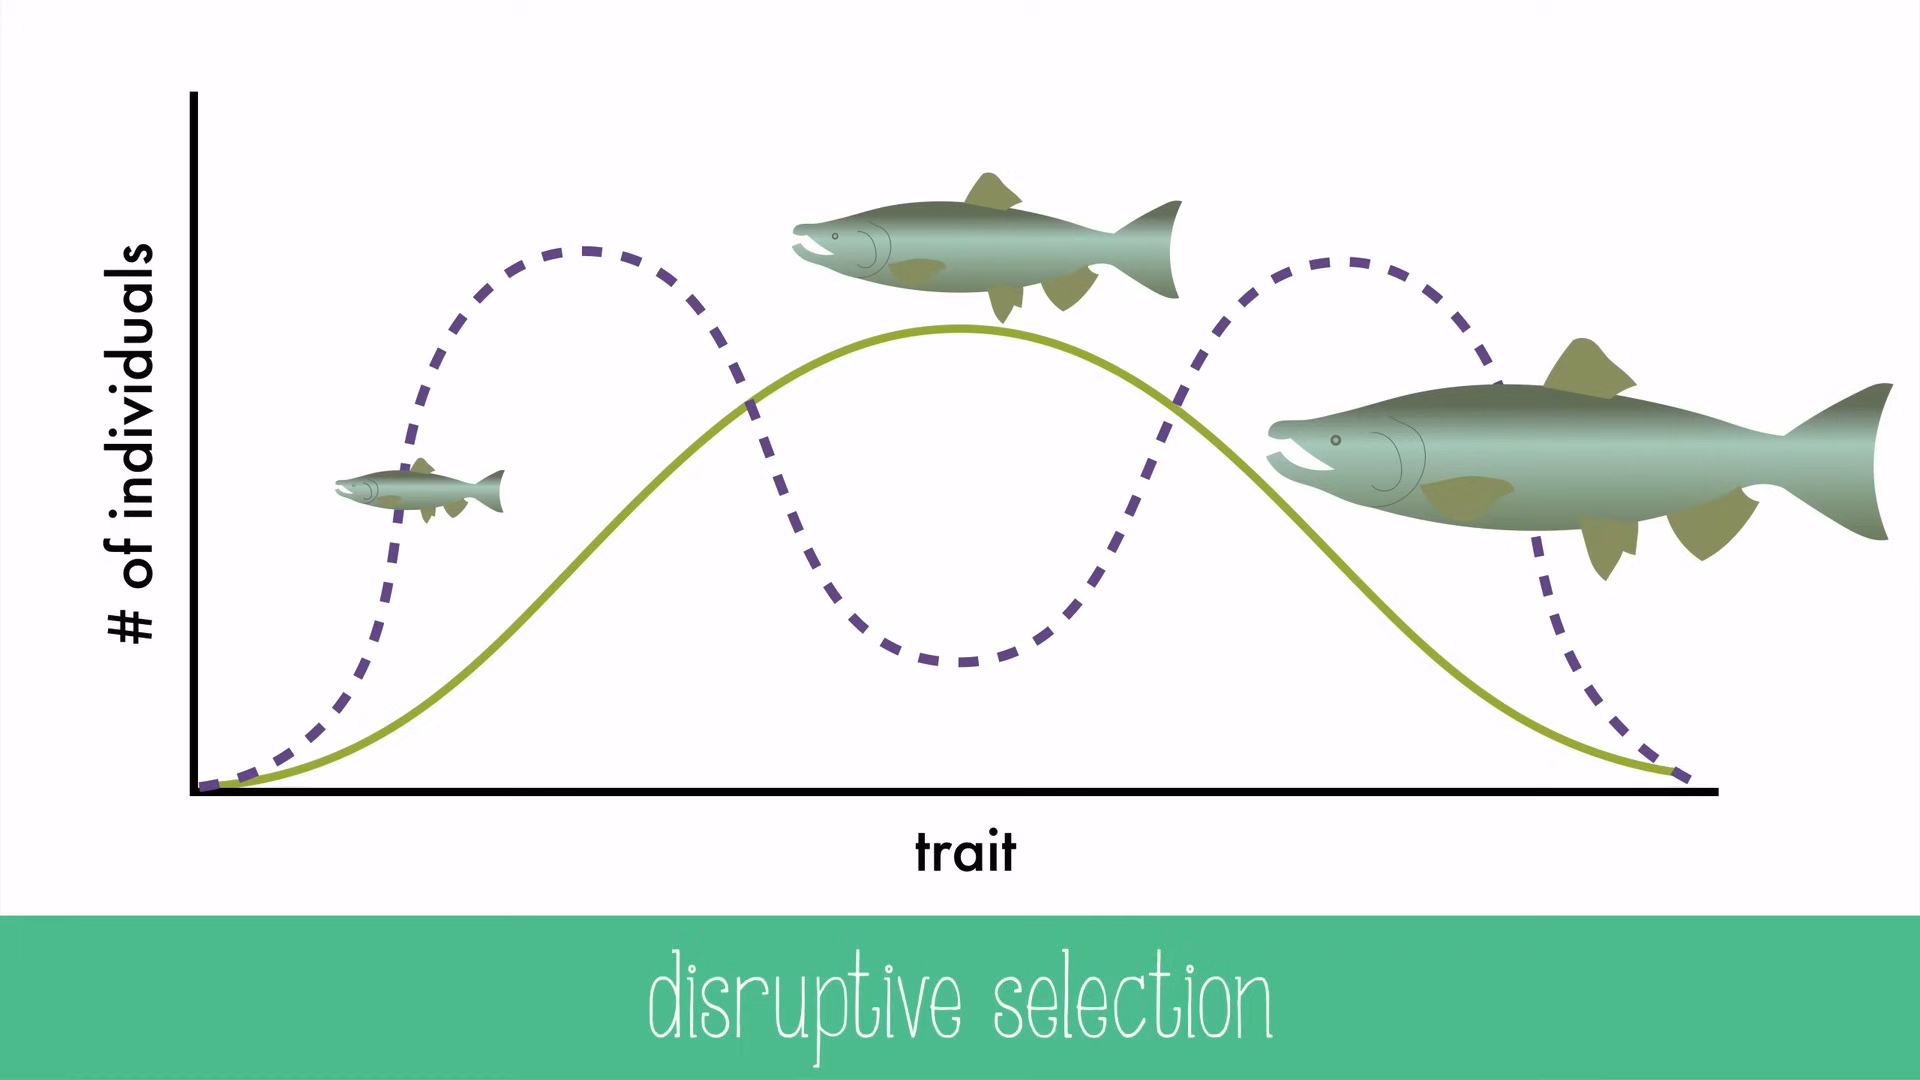 # of individuals
trait
disruptive selection